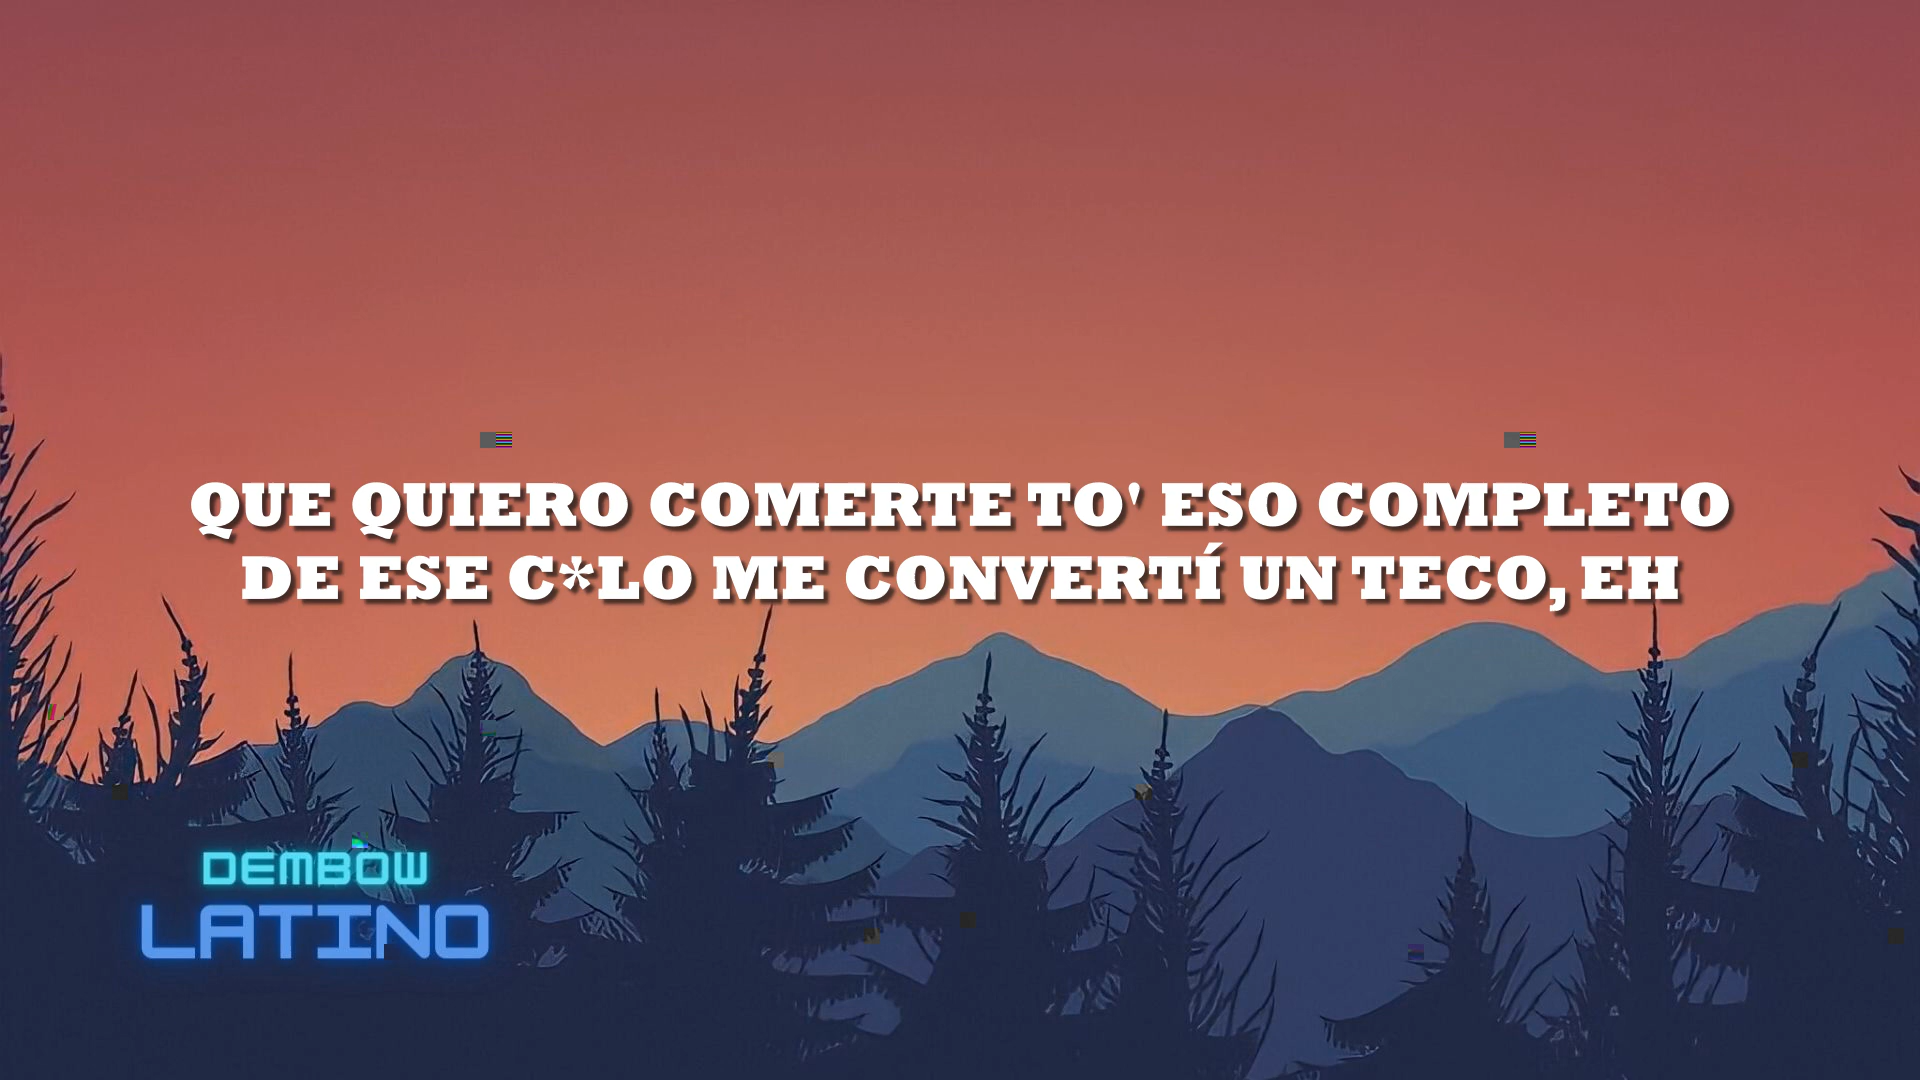 QUE QUIERO COMERTE TO' ESO COMPLETO
DE ESE C*LO ME CONVERTÍ UN TECO, EH
DEMBOW
LATINO